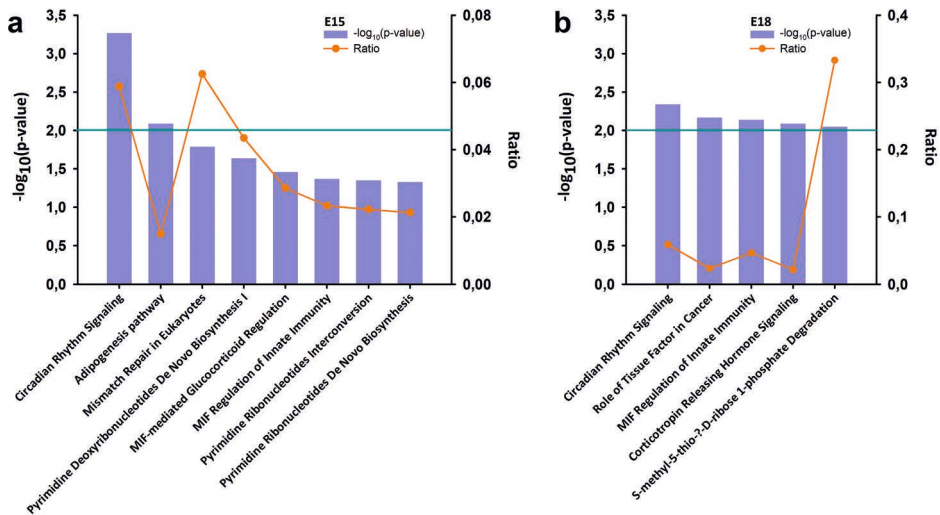 a
E15
-log10(p-value)
Ratio
3,5
3,0
2,5
2,0
1,5
1,0
0,5
0,0
-log10(p-value)
0,08
0,06
0,04
0,02
0,00
Ratio
Circadian Rhythm Signaling
Adipogenesis pathway
Mismatch Repair in Eukaryotes
Pyrimidine Deoxyribonucleotides De Novo Biosynthesis I
MIF-mediated Glucocorticoid Regulation
MIF Regulation of Innate Immunity
Pyrimidine Ribonucleotides Interconversion
Pyrimidine Ribonucleotides De Novo Biosynthesis
b
E18
-log10(p-value)
Ratio
3,5
3,0
2,5
2,0
1,5
1,0
0,5
0,0
-log10(p-value)
0,4
0,3
0,2
0,1
0,0
Ratio
Circadian Rhythm Signaling
Role of Tissue Factor in Cancer
MIF Regulation of Innate Immunity
Corticotropin Releasing Hormone Signaling
S-methyl-5-thio-?-D-ribose 1-phosphate Degradation